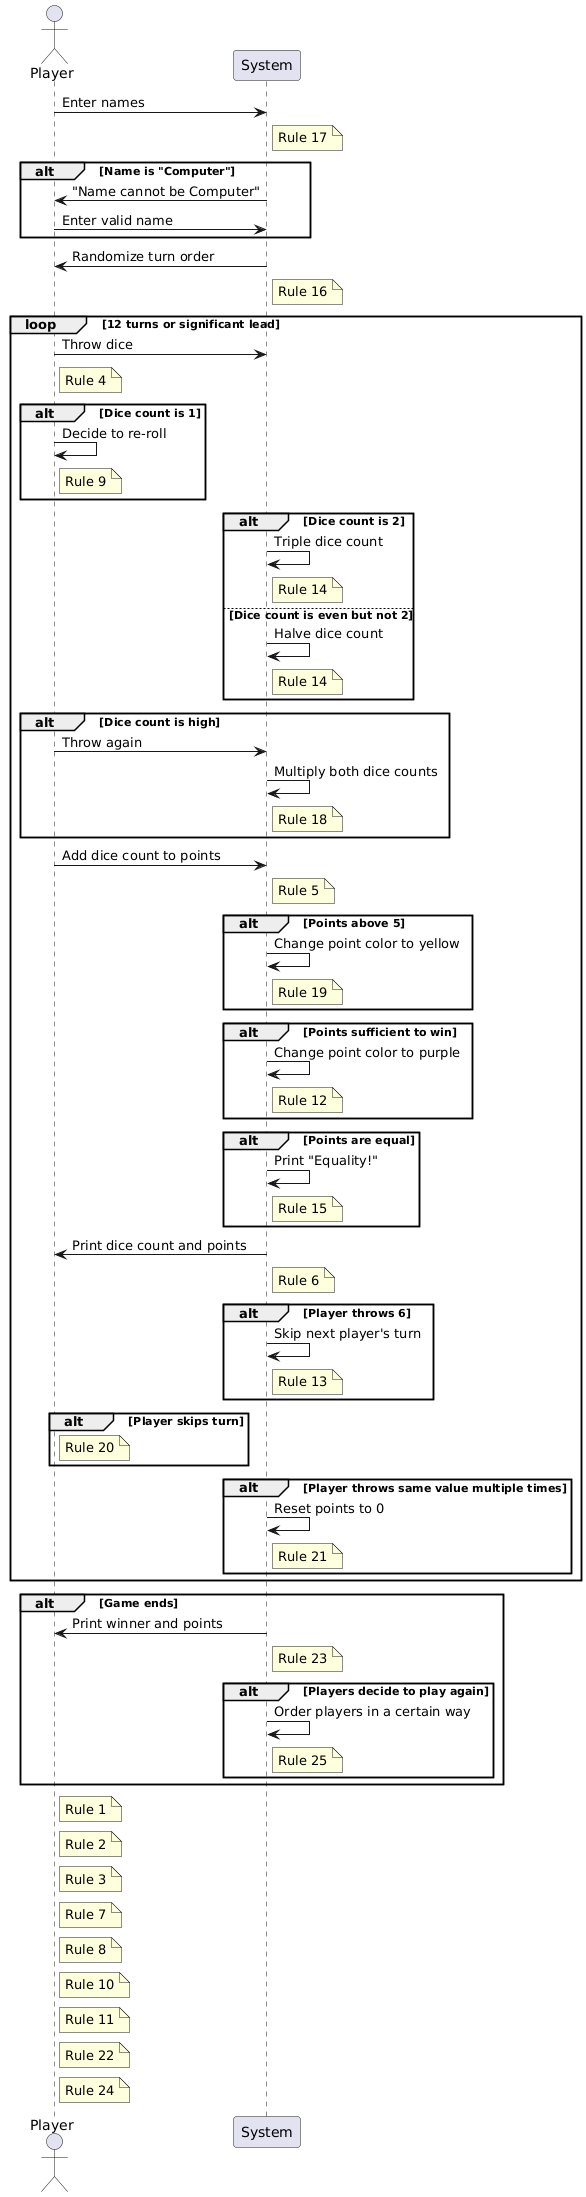 Player
System
Enter names
Rule 17
alt [Name is "Computer"]
"Name cannot be Computer"
Enter valid name
Randomize turn order
Rule 16
loop [12 turns or significant lead]
Throw dice
Rule 4
alt [Dice count is 1]
Decide to re-roll
Rule 9
alt [Dice count is 2]
Triple dice count
Rule 14
[Dice count is even but not 2]
Halve dice count
Rule 14
alt [Dice count is high]
Throw again
Multiply both dice counts
Rule 18
Add dice count to points
Rule 5
alt [Points above 5]
Change point color to yellow
Rule 19
alt [Points sufficient to win]
Change point color to purple
Rule 12
alt [Points are equal]
Print "Equality!"
Rule 15
Print dice count and points
Rule 6
alt [Player throws 6]
Skip next player's turn
Rule 13
alt [Player skips turn]
Rule 20
alt [Player throws same value multiple times]
Reset points to 0
Rule 21
alt [Game ends]
Print winner and points
Rule 23
alt [Players decide to play again]
Order players in a certain way
Rule 25
Rule 1
Rule 2
Rule 3
Rule 7
Rule 8
Rule 10
Rule 11
Rule 22
Rule 24
Player
System